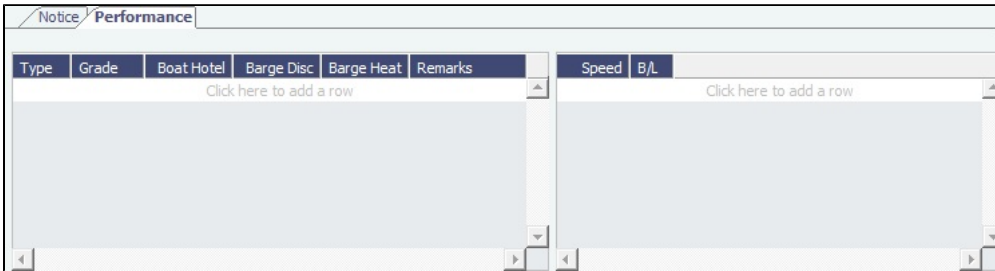 Notice Performance
Type Grade Boat Hotel Barge Disc Barge Heat Remarks Speed B/L
Click here to add a row Click here to add a row